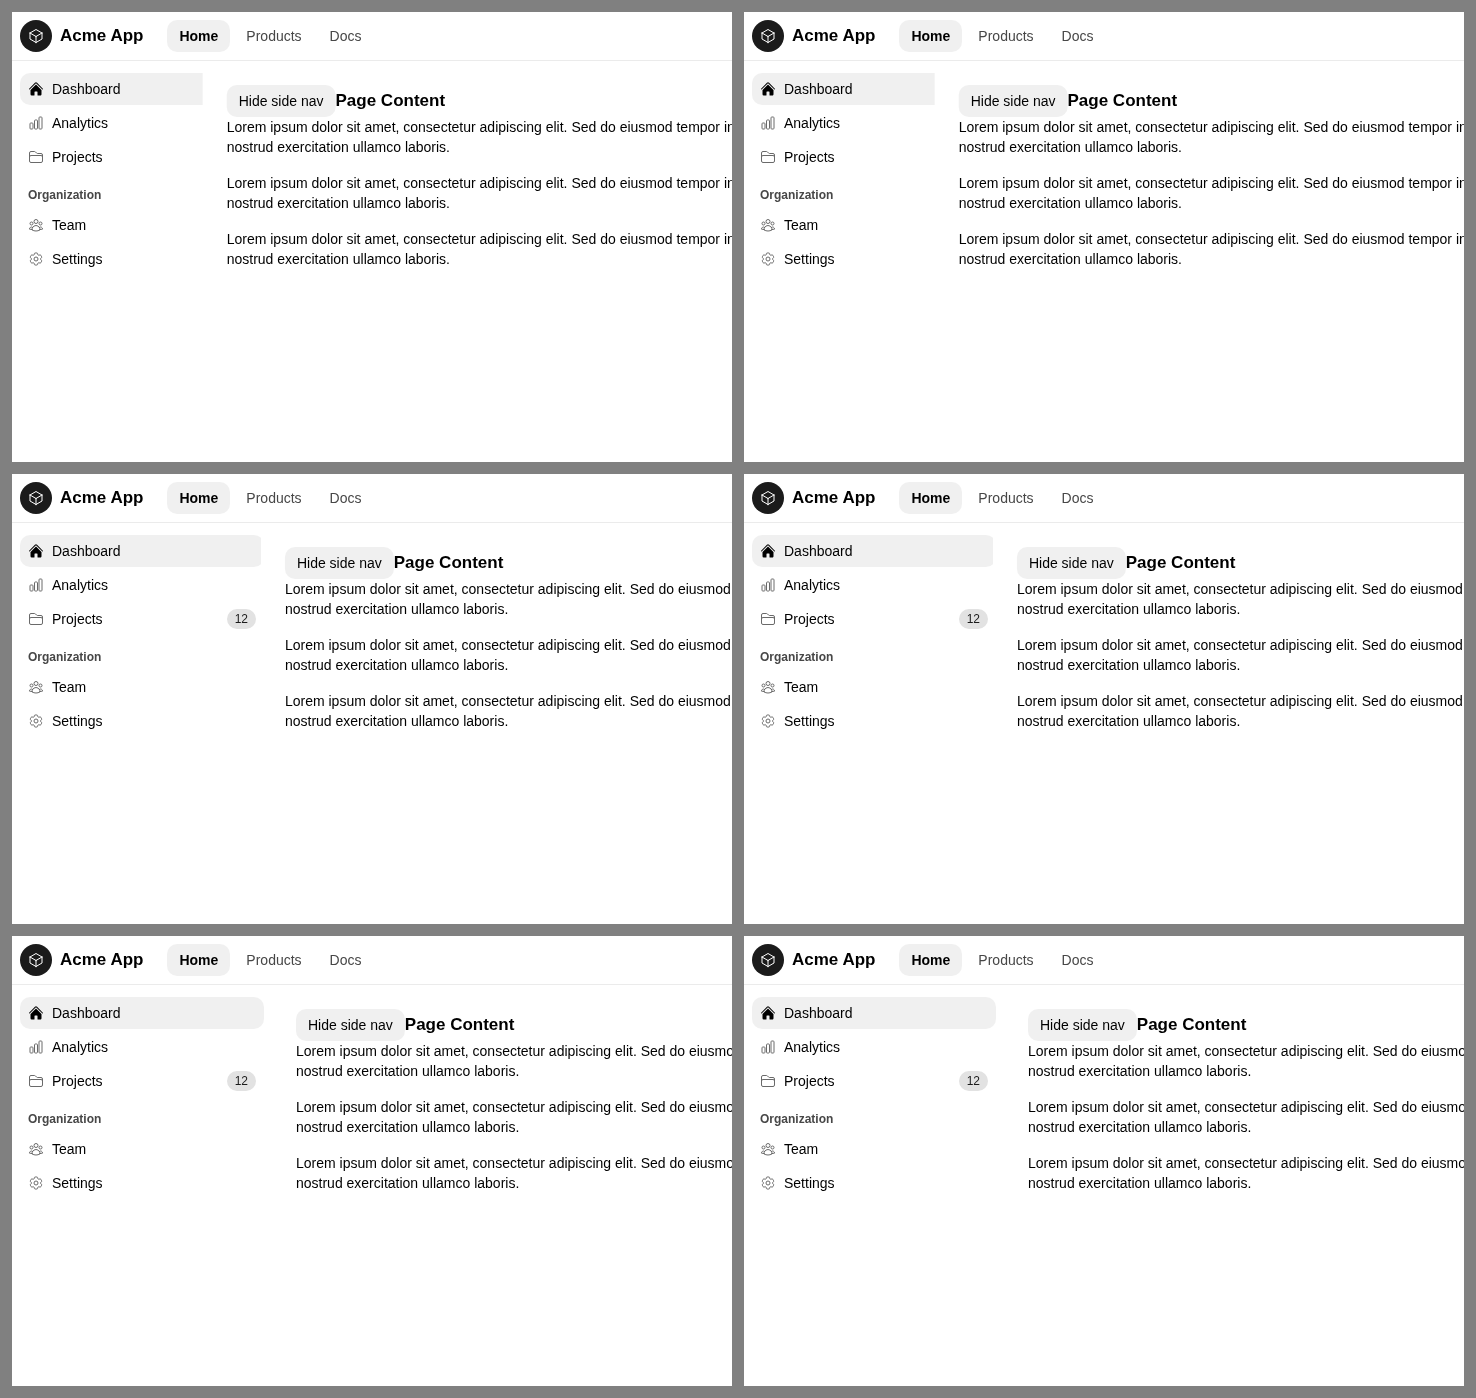 Acme App Home Products Docs
Dashboard
Hide side nav Page Content
Analytics
Lorem ipsum dolor sit amet, consectetur adipiscing elit. Sed do eiusmod tempor
nostrud exercitation ullamco laboris.
Projects
Lorem ipsum dolor sit amet, consectetur adipiscing elit. Sed do eiusmod tempor
Organization
nostrud exercitation ullamco laboris.
Team
Lorem ipsum dolor sit amet, consectetur adipiscing elit. Sed do eiusmod tempor
Settings
nostrud exercitation ullamco laboris.
Acme App Home Products Docs
Dashboard
Hide side nav Page Content
Analytics
Lorem ipsum dolor sit amet, consectetur adipiscing elit. Sed do eiusmod tempor
nostrud exercitation ullamco laboris.
Projects
Lorem ipsum dolor sit amet, consectetur adipiscing elit. Sed do eiusmod tempor
Organization
nostrud exercitation ullamco laboris.
Team
Lorem ipsum dolor sit amet, consectetur adipiscing elit. Sed do eiusmod tempor
Settings
nostrud exercitation ullamco laboris.
Acme App Home Products Docs
Dashboard
Hide side nav Page Content
Analytics
Lorem ipsum dolor sit amet, consectetur adipiscing elit. Sed do eiusmod
nostrud exercitation ullamco laboris.
Projects 12
Lorem ipsum dolor sit amet, consectetur adipiscing elit. Sed do eiusmod
Organization
nostrud exercitation ullamco laboris.
Team
Lorem ipsum dolor sit amet, consectetur adipiscing elit. Sed do eiusmod
Settings
nostrud exercitation ullamco laboris.
Acme App Home Products Docs
Dashboard
Hide side nav Page Content
Analytics
Lorem ipsum dolor sit amet, consectetur adipiscing elit. Sed do eiusmod
nostrud exercitation ullamco laboris.
Projects 12
Lorem ipsum dolor sit amet, consectetur adipiscing elit. Sed do eiusmod
Organization
nostrud exercitation ullamco laboris.
Team
Lorem ipsum dolor sit amet, consectetur adipiscing elit. Sed do eiusmod
Settings
nostrud exercitation ullamco laboris.
Acme App Home Products Docs
Dashboard
Hide side nav Page Content
Analytics
Lorem ipsum dolor sit amet, consectetur adipiscing elit. Sed do
nostrud exercitation ullamco laboris.
Projects 12
Lorem ipsum dolor sit amet, consectetur adipiscing elit. Sed do
Organization
nostrud exercitation ullamco laboris.
Team
Lorem ipsum dolor sit amet, consectetur adipiscing elit. Sed do
Settings
nostrud exercitation ullamco laboris.
Acme App Home Products Docs
Dashboard
Hide side nav Page Content
Analytics
Lorem ipsum dolor sit amet, consectetur adipiscing elit. Sed do
nostrud exercitation ullamco laboris.
Projects 12
Lorem ipsum dolor sit amet, consectetur adipiscing elit. Sed do
Organization
nostrud exercitation ullamco laboris.
Team
Lorem ipsum dolor sit amet, consectetur adipiscing elit. Sed do
Settings
nostrud exercitation ullamco laboris.